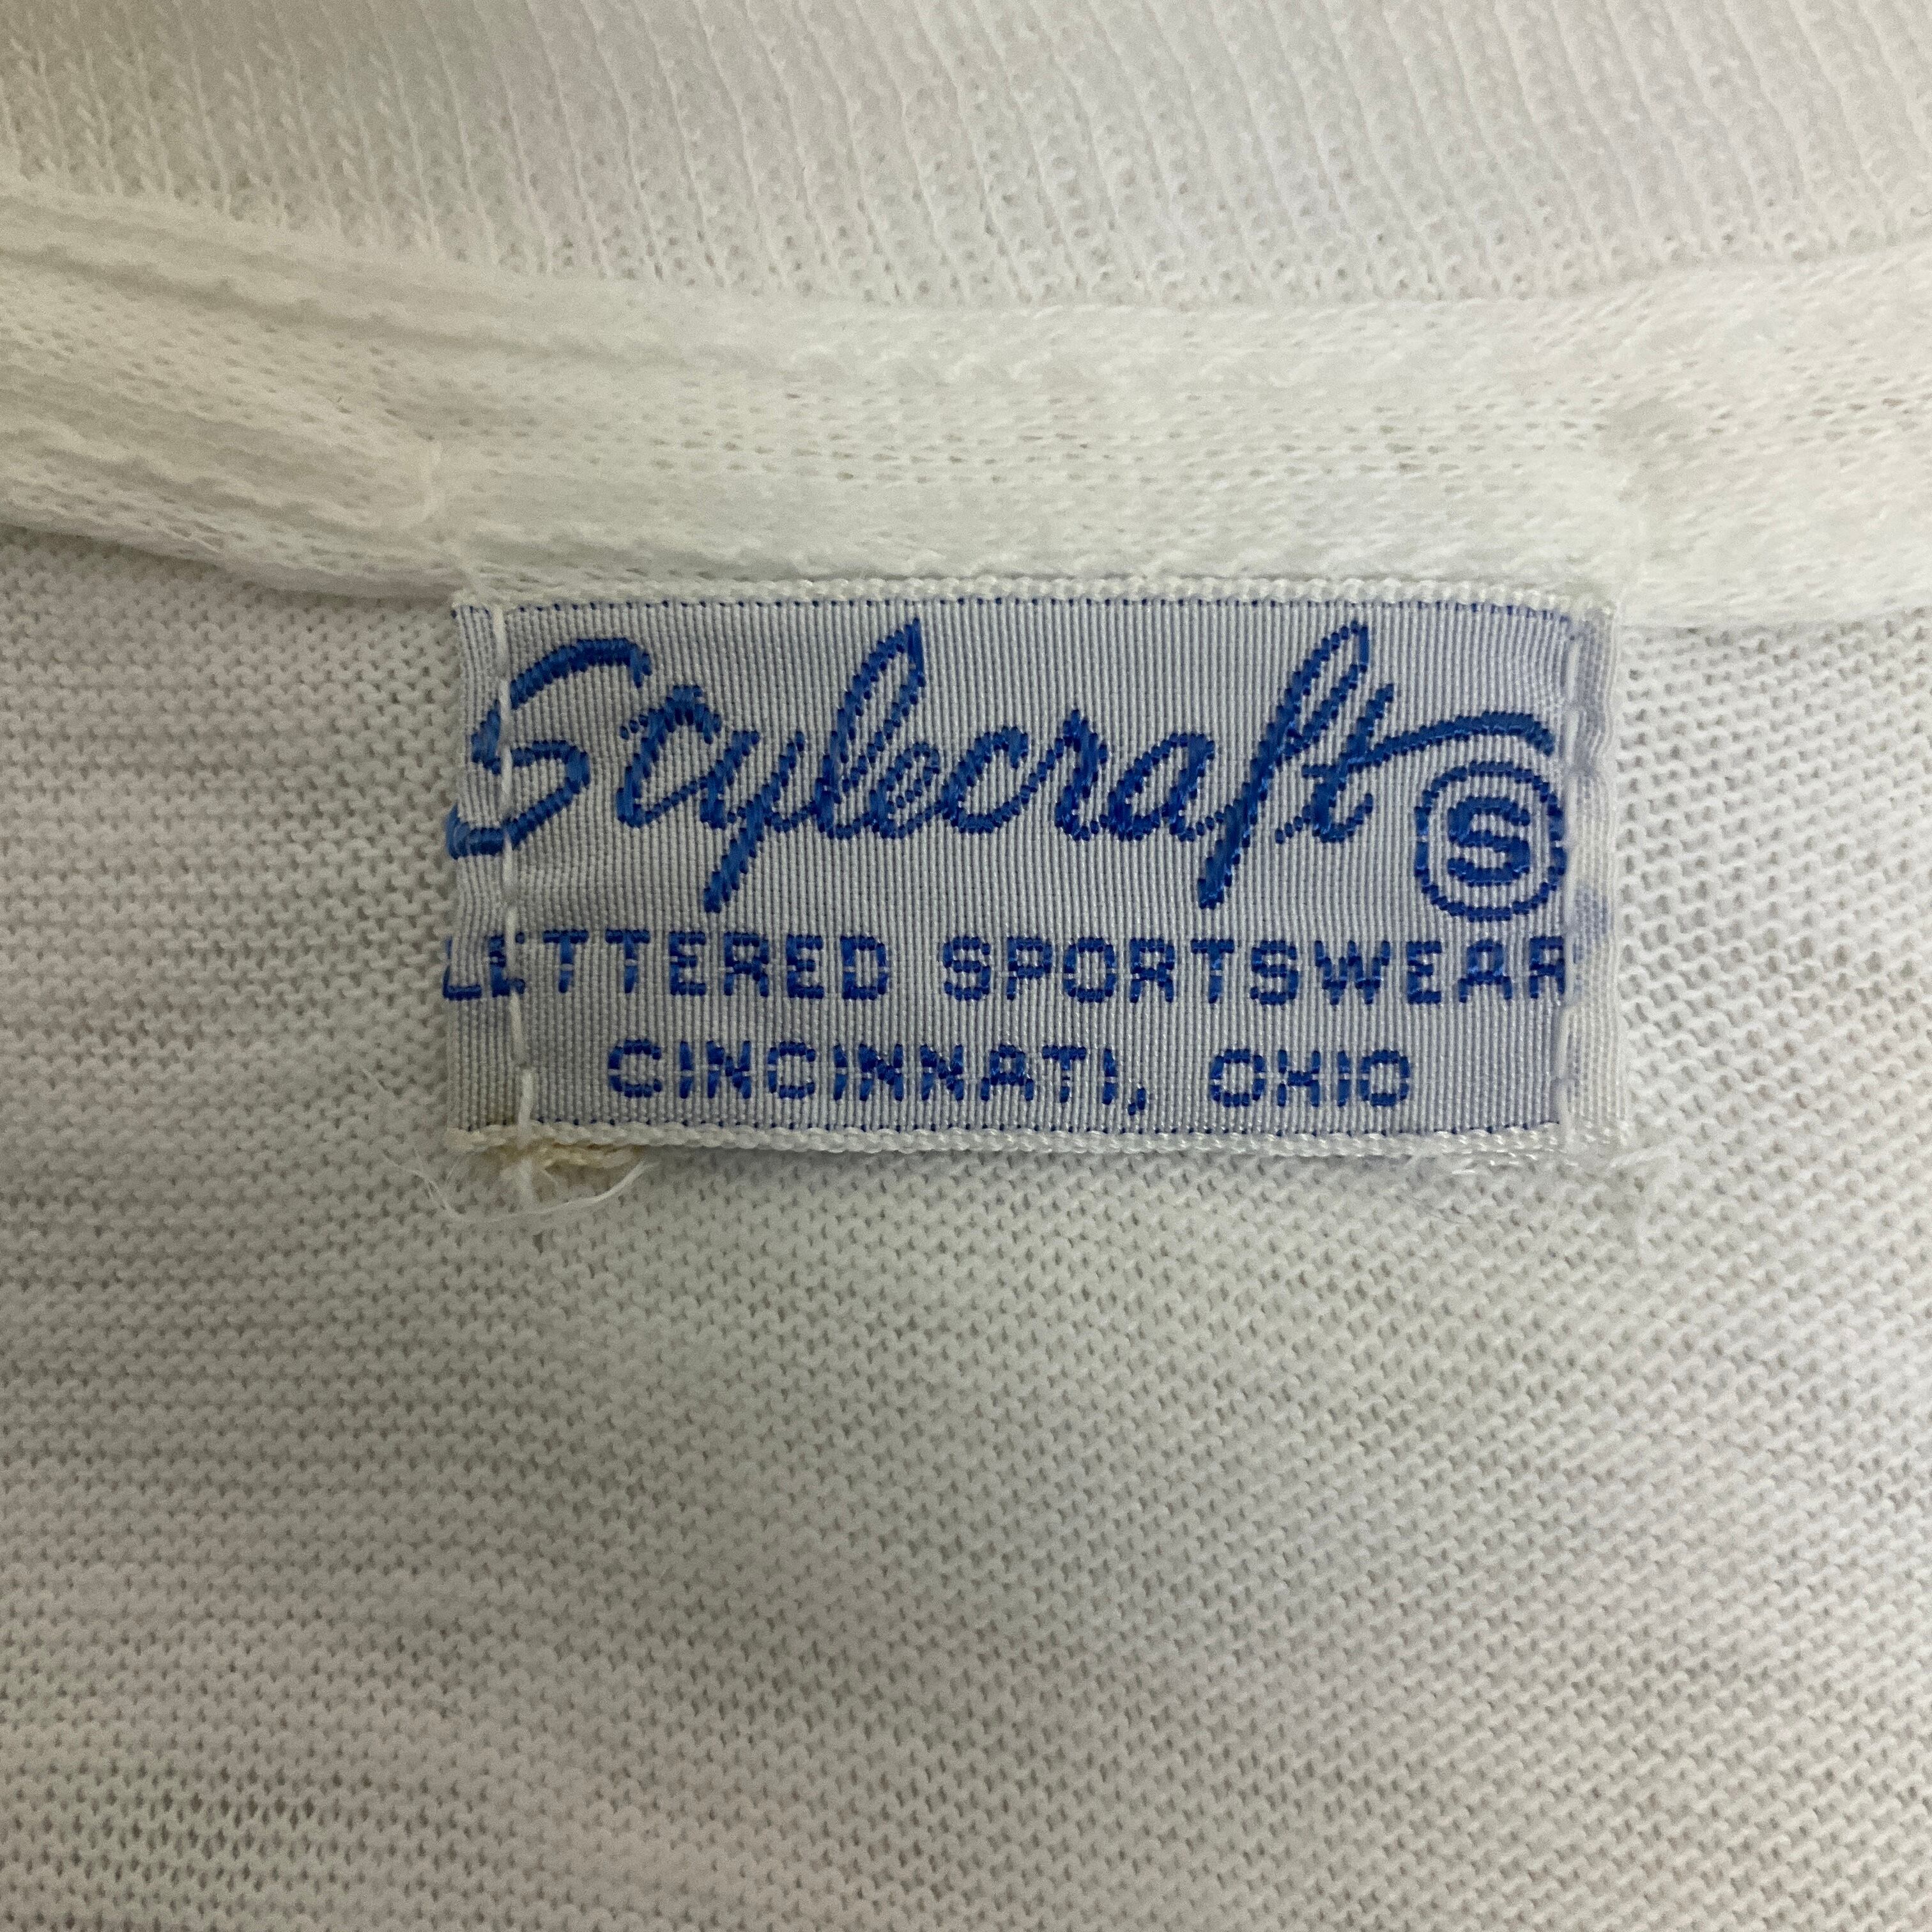 Stylecraft
S
LETTERED SPORTSWEAR
CINCINNATI, OHIO